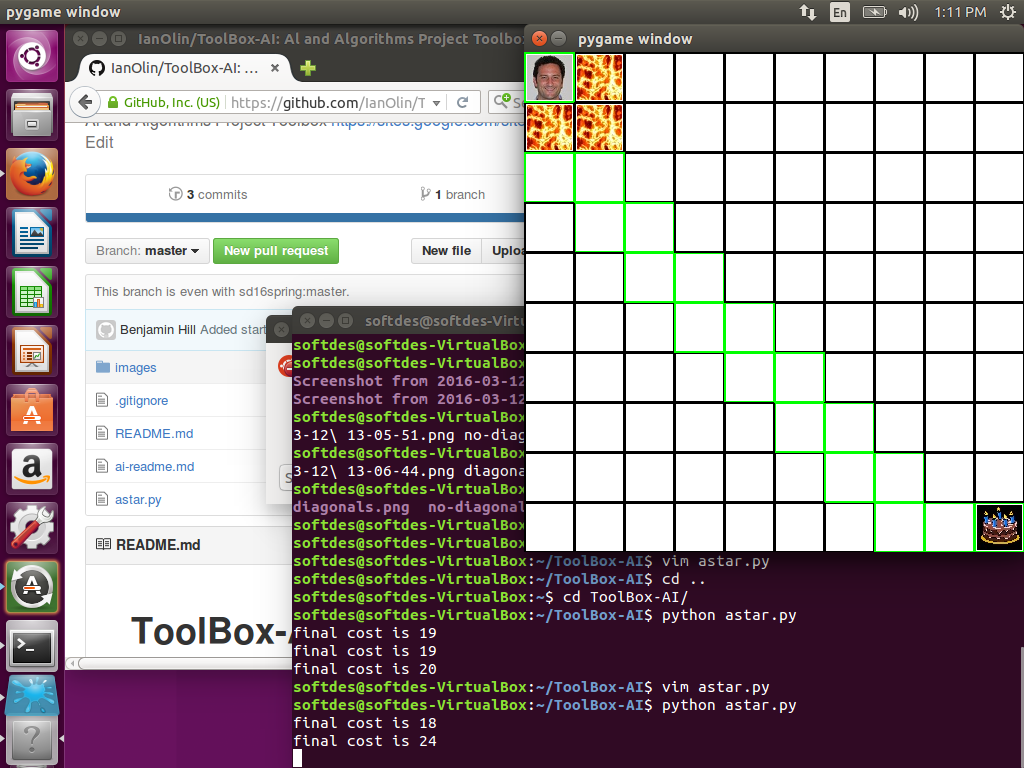 pygame window
En
1:11 PM
IanOlin/ToolBox-AI: AI and Algorithms Project Toolbo
IanOlin/ToolBox-AI: ...
GitHub, Inc. (US)
https://github.com/IanOlin/T
AI and Algorithms Project Toolbox https://sites.google.com/site
Edit
3 commits
1 branch
Branch: master
New pull request
New file
Uploa
This branch is even with sd16spring:master.
Benjamin Hill Added start
images
.gitignore
README.md
ai-readme.md
astar.py
README.md
ToolBox-A
pygame window
softdes@softdes-Virtu
softdes@softdes-VirtualBox
softdes@softdes-VirtualBox
Screenshot from 2016-03-12
Screenshot from 2016-03-12
softdes@softdes-VirtualBox
3-12\ 13-05-51.png no-diag
softdes@softdes-VirtualBox
3-12\ 13-06-44.png diagona
softdes@softdes-VirtualBox
diagonals.png  no-diagonal
softdes@softdes-VirtualBox
softdes@softdes-VirtualBox
softdes@softdes-VirtualBox:~/ToolBox-AI$ vim astar.py
softdes@softdes-VirtualBox:~/ToolBox-AI$ cd ..
softdes@softdes-VirtualBox:~$ cd ToolBox-AI/
softdes@softdes-VirtualBox:~/ToolBox-AI$ python astar.py
final cost is 19
final cost is 19
final cost is 20
softdes@softdes-VirtualBox:~/ToolBox-AI$ vim astar.py
softdes@softdes-VirtualBox:~/ToolBox-AI$ python astar.py
final cost is 18
final cost is 24